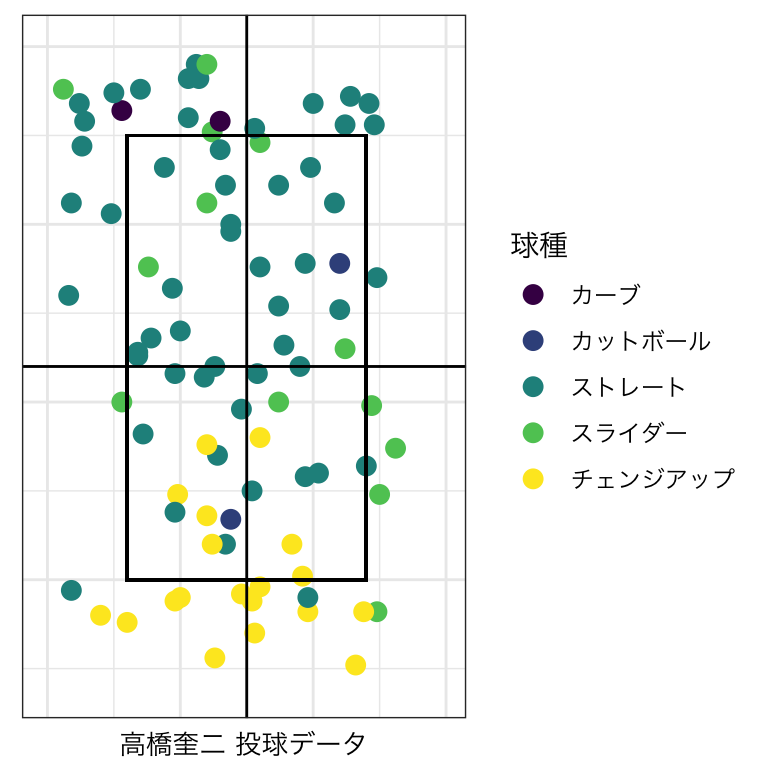 球種
カーブ
カットボール
ストレート
スライダー
チェンジアップ
高橋奎二 投球データ